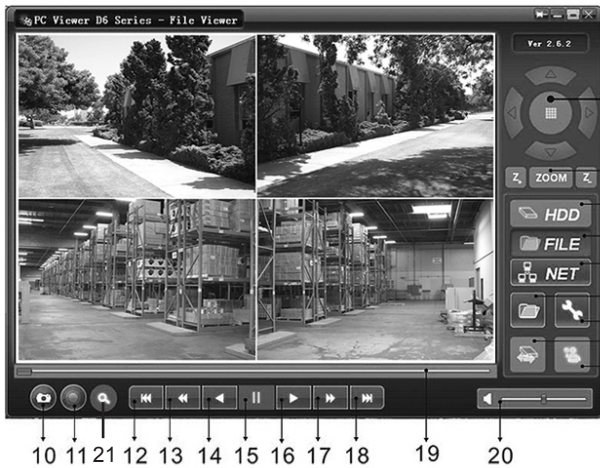 PC Viewer D6 Series - File Viewer
Ver 2.6.2
ZOOM
HDD
FILE
NET
10 11 21 12 13 14 15 16 17 18 19 20